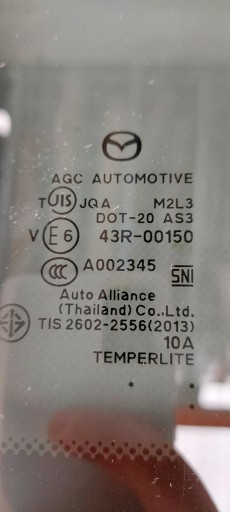 AGC AUTOMOTIVE
T JIS JQA M2L3
DOT-20 AS3
V E6 43R-00150
CCC A002345 SNI
Auto Alliance
(Thailand) Co.,Ltd.
TIS 2602-2556(2013)
10A
TEMPERLITE